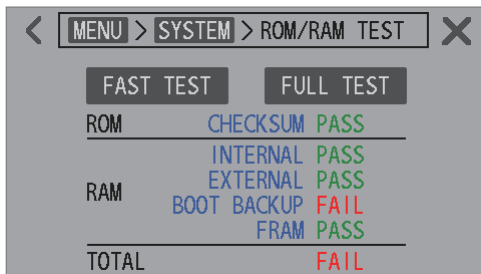 < MENU > SYSTEM > ROM/RAM TEST X
FAST TEST FULL TEST
ROM CHECKSUM PASS
INTERNAL PASS
RAM EXTERNAL PASS
BOOT BACKUP FAIL
FRAM PASS
TOTAL FAIL